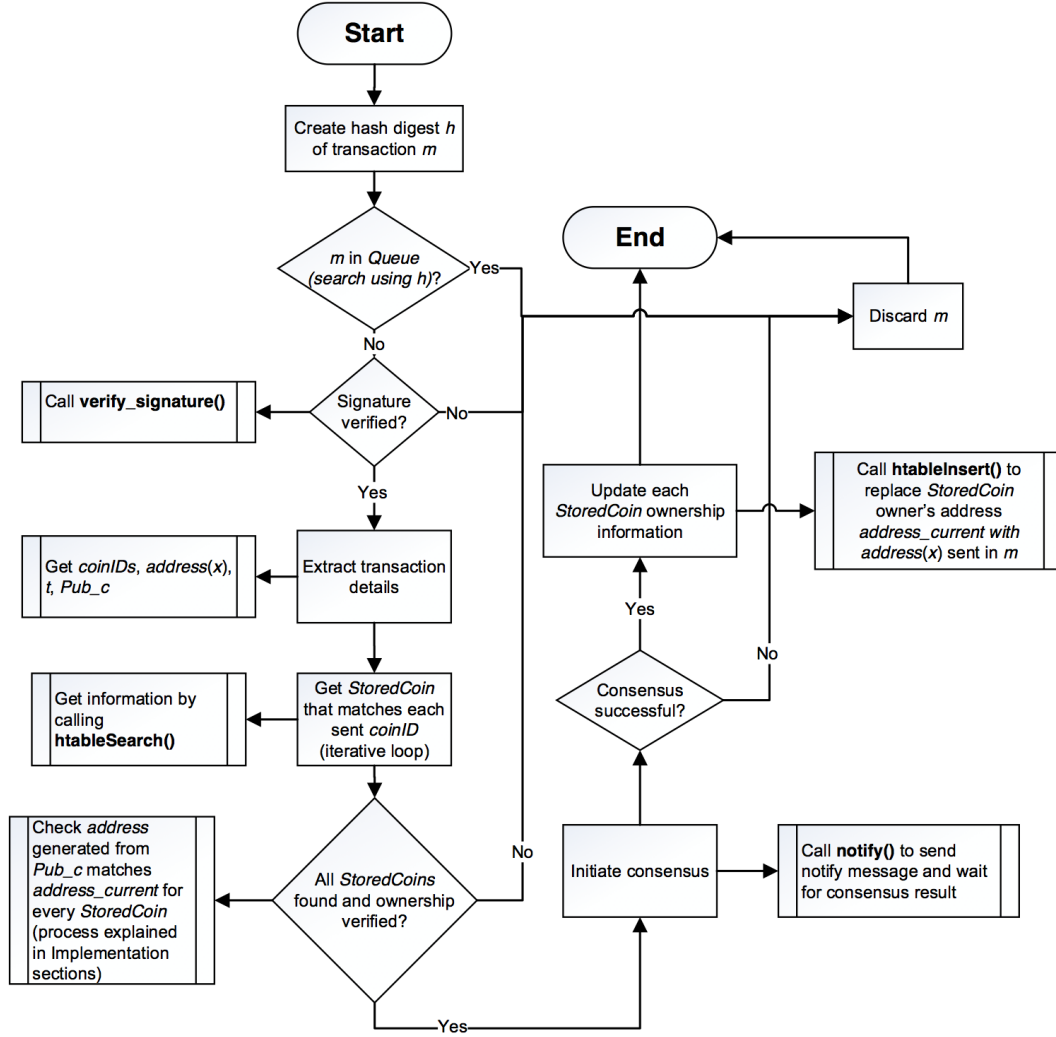 Start
Create hash digest h
of transaction m
m in Queue
(search using h)?
Yes
No
Call verify_signature()
Signature
verified?
No
Yes
Get coinIDs, address(x),
t, Pub_c
Extract transaction
details
Get information by
calling
htableSearch()
Get StoredCoin
that matches each
sent coinID
(iterative loop)
Check address
generated from
Pub_c matches
address_current for
every StoredCoin
(process explained
in Implementation
sections)
All StoredCoins
found and ownership
verified?
No
Yes
End
Discard m
Update each
StoredCoin ownership
information
Call htableInsert() to
replace StoredCoin
owner's address
address_current with
address(x) sent in m
Yes
No
Consensus
successful?
Initiate consensus
Call notify() to send
notify message and wait
for consensus result